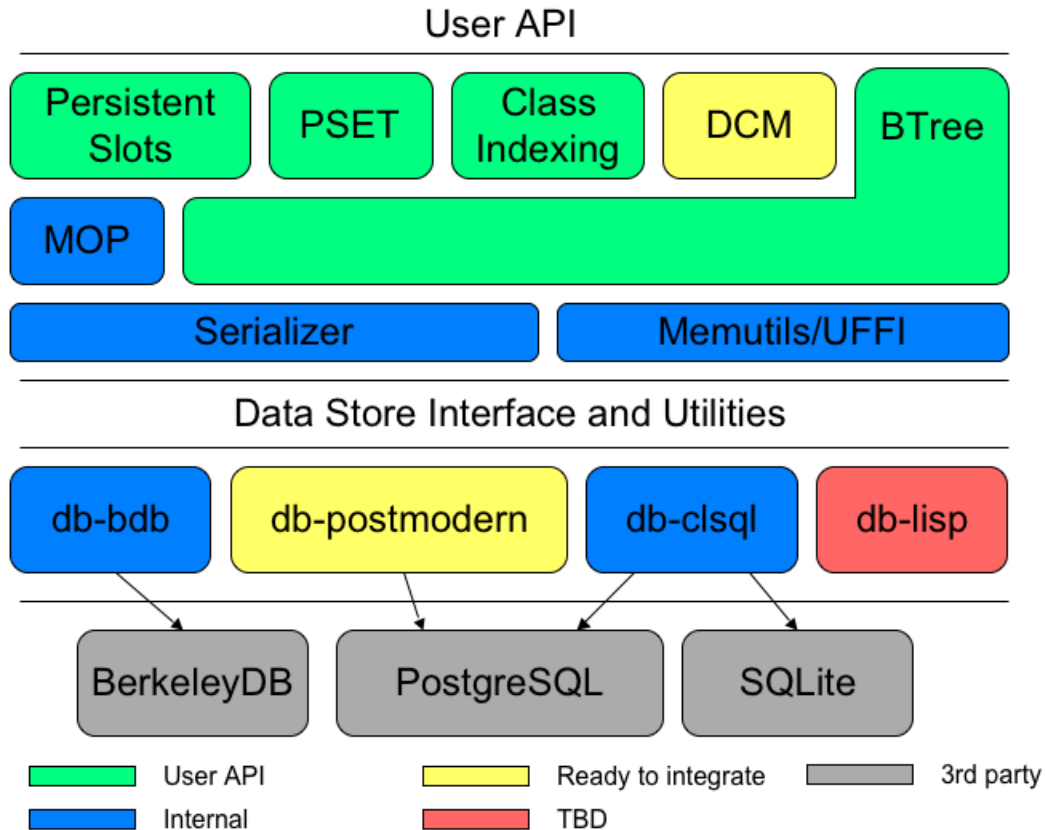 User API
Persistent
Slots
PSET
Class
Indexing
DCM
BTree
MOP
Serializer
Memutils/UFFI
Data Store Interface and Utilities
db-bdb
db-postmodern
db-clsql
db-lisp
BerkeleyDB
PostgreSQL
SQLite
User API
Ready to integrate
3rd party
Internal
TBD